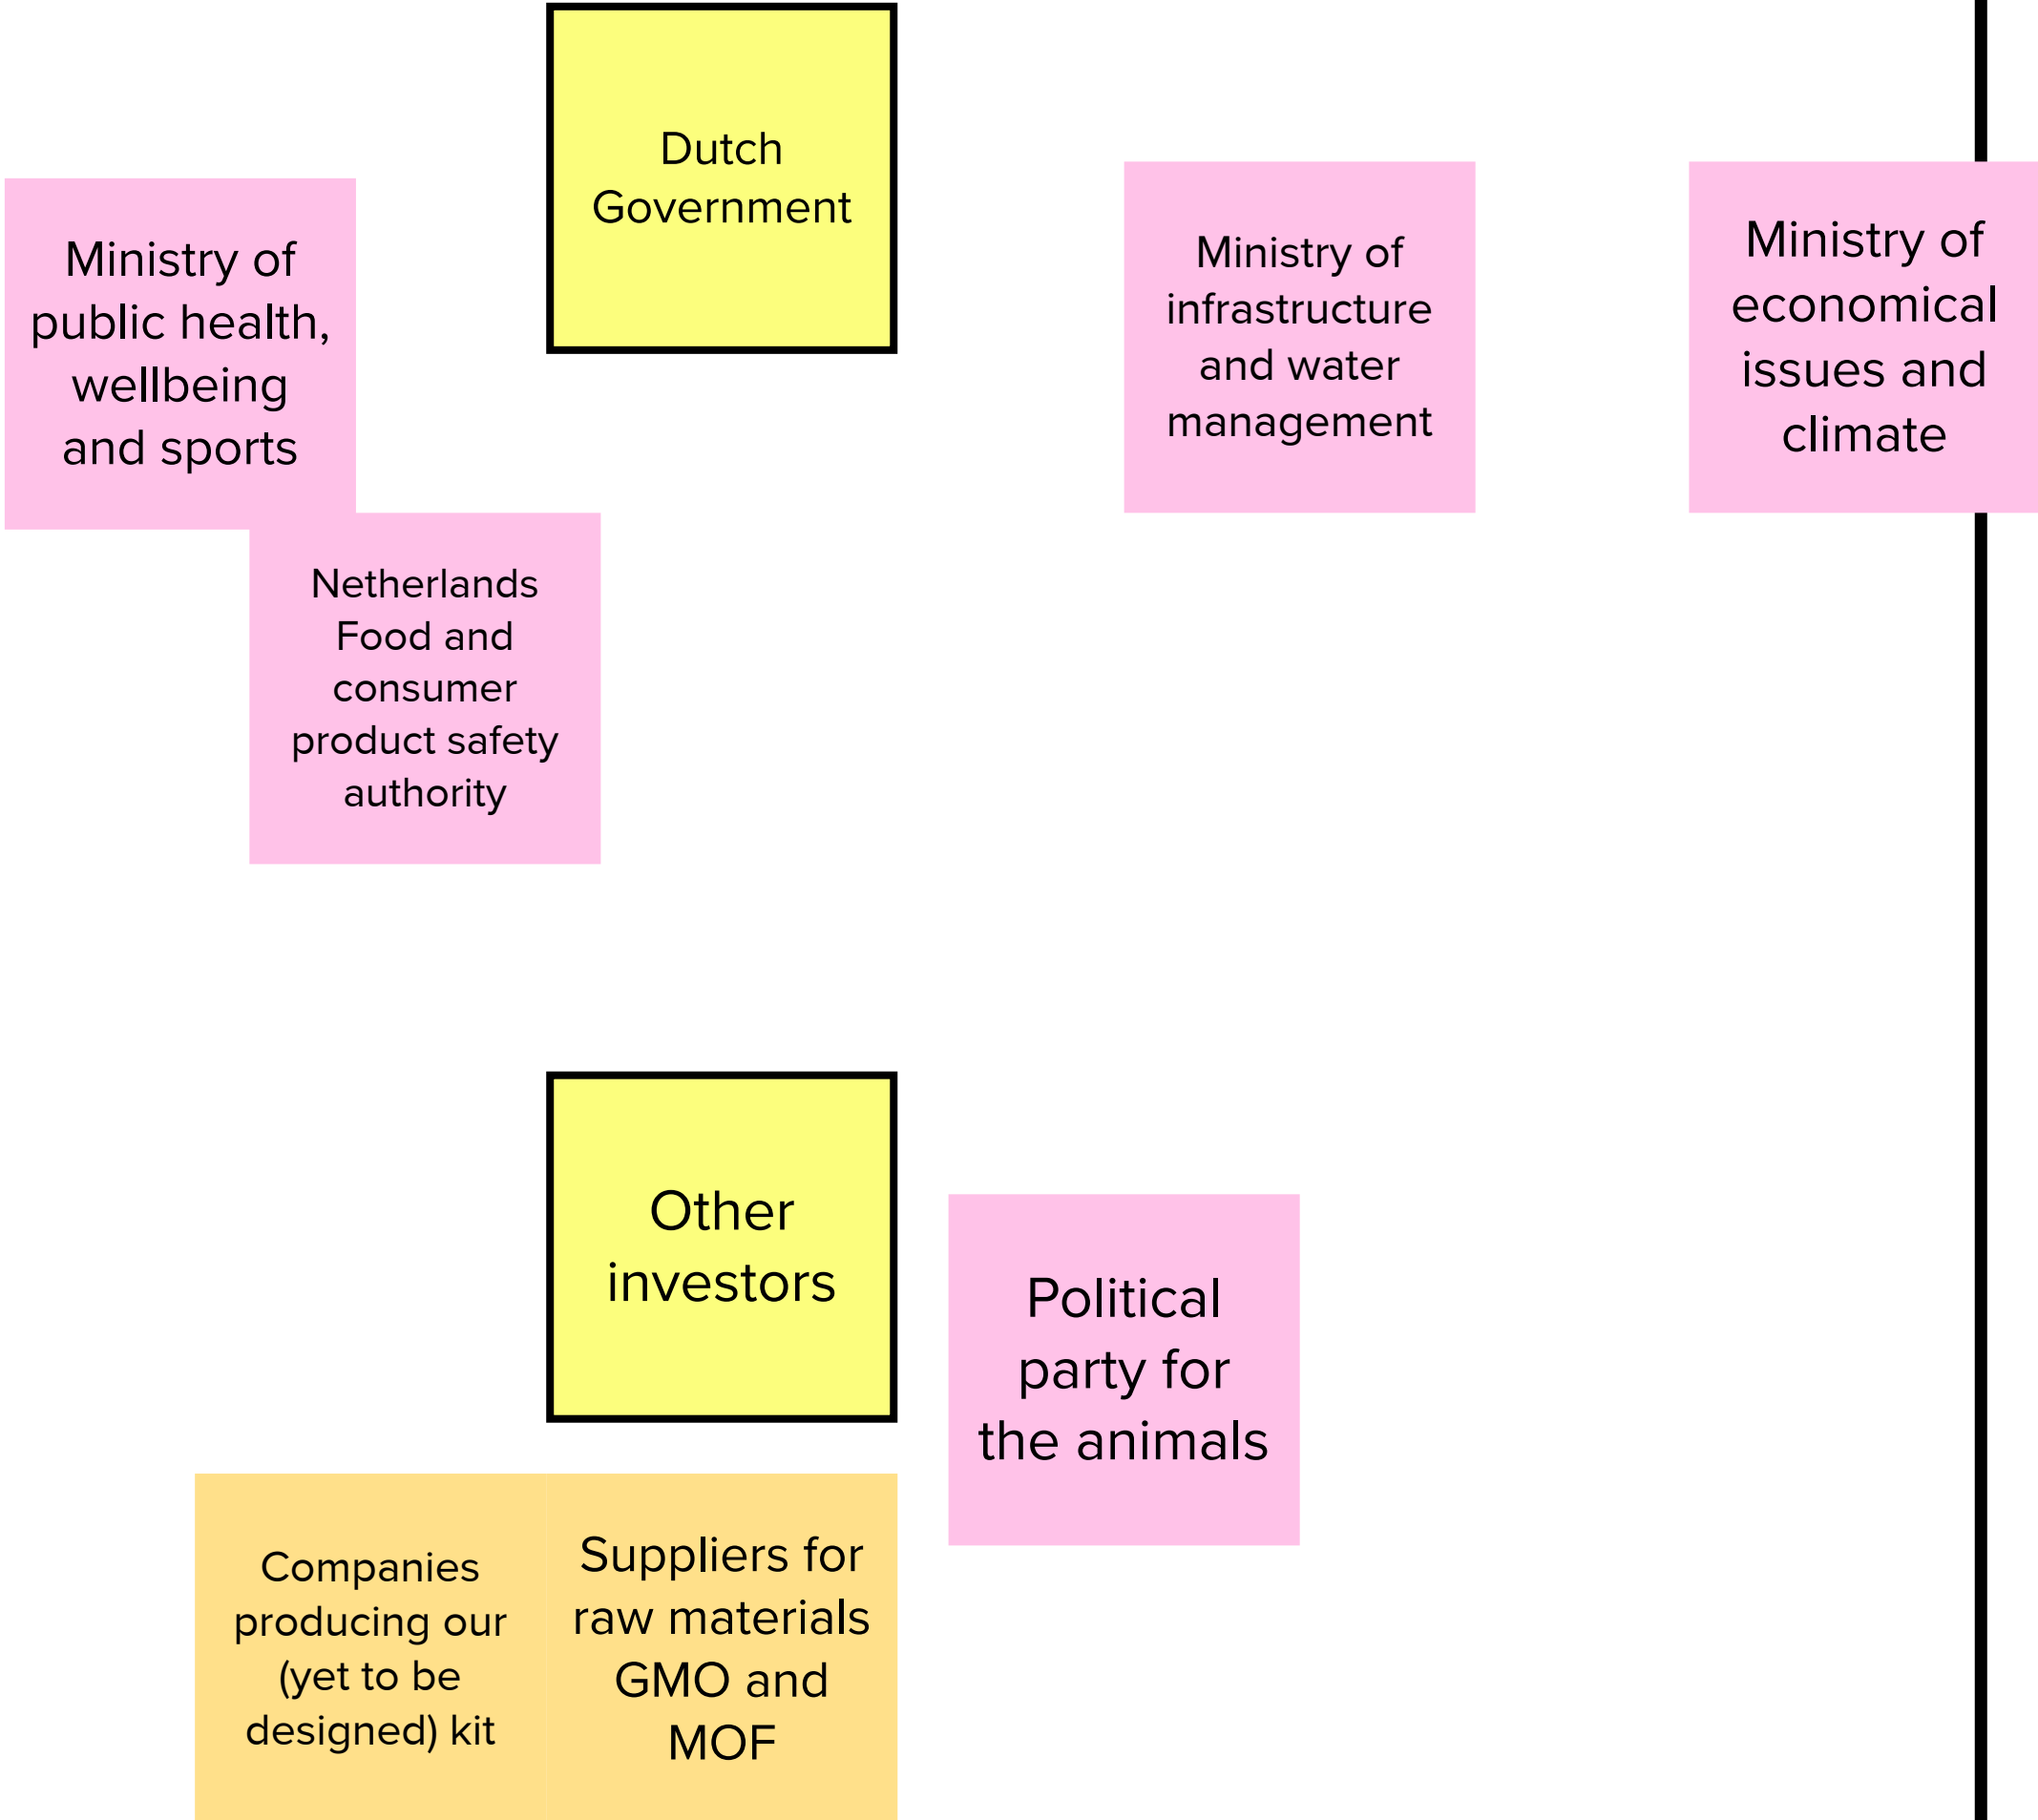 Dutch
Government
Ministry of
public health,
wellbeing
and sports
Ministry of
infrastructure
and water
management
Ministry of
economical
issues and
climate
Netherlands
Food and
consumer
product safety
authority
Other
investors
Political
party for
the animals
Companies
producing our
(yet to be
designed) kit
Suppliers for
raw materials
GMO and
MOF